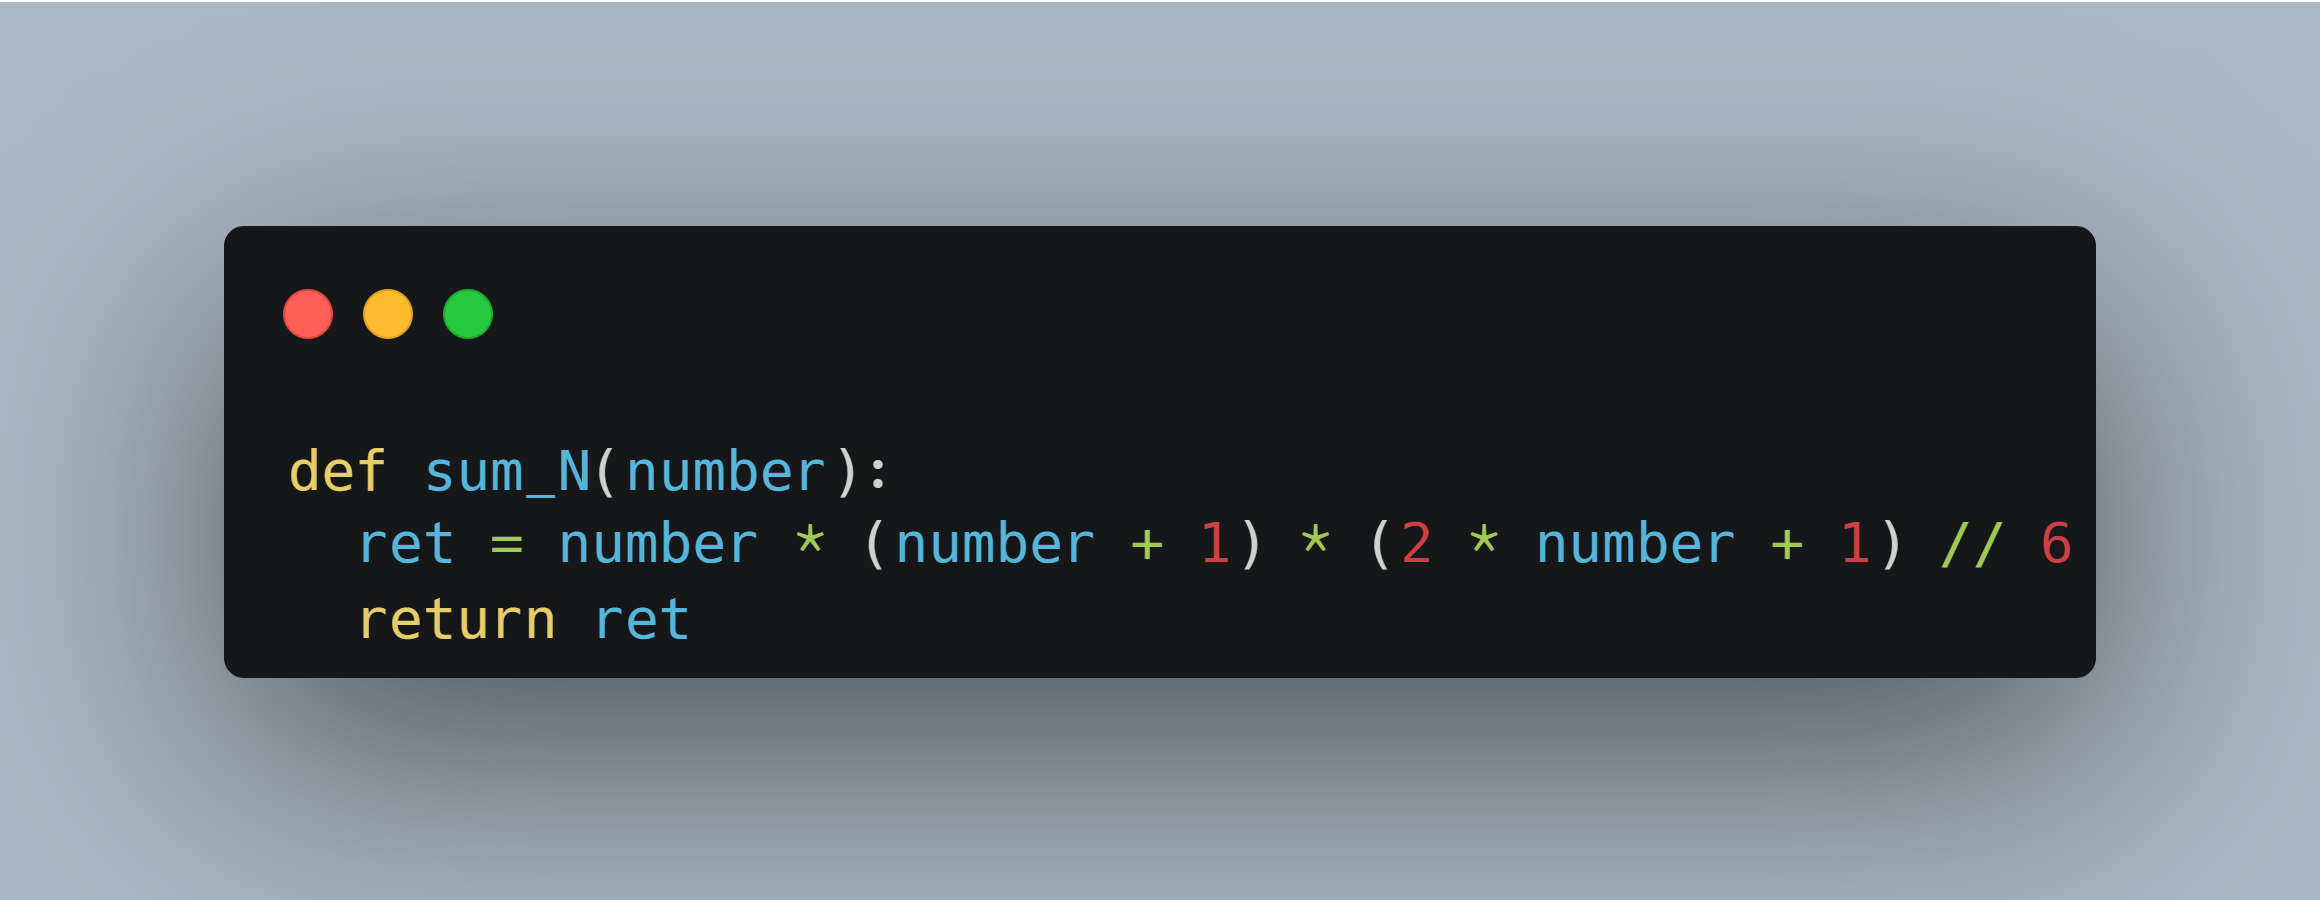 def sum_N(number):
  ret = number * (number + 1) * (2 * number + 1) // 6
  return ret